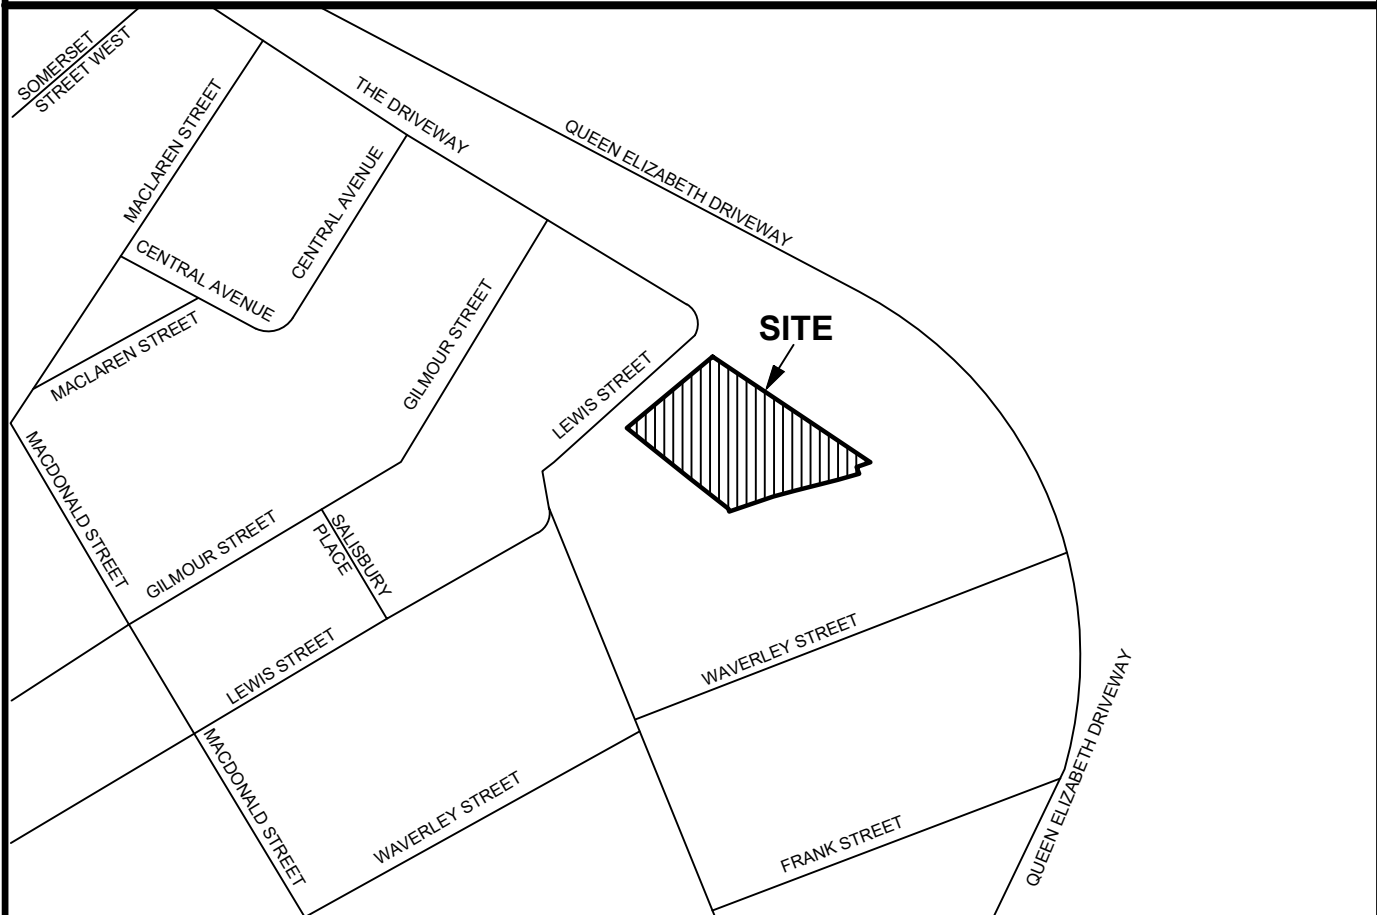 SOMERSET
STREET WEST
MACLAREN STREET
THE DRIVEWAY
QUEEN ELIZABETH DRIVEWAY
CENTRAL AVENUE
CENTRAL AVENUE
MACLAREN STREET
GILMOUR STREET
SITE
LEWIS STREET
MACDONALD STREET
GILMOUR STREET
SALISBURY
PLACE
LEWIS STREET
WAVERLEY STREET
QUEEN ELIZABETH DRIVEWAY
MACDONALD STREET
WAVERLEY STREET
FRANK STREET